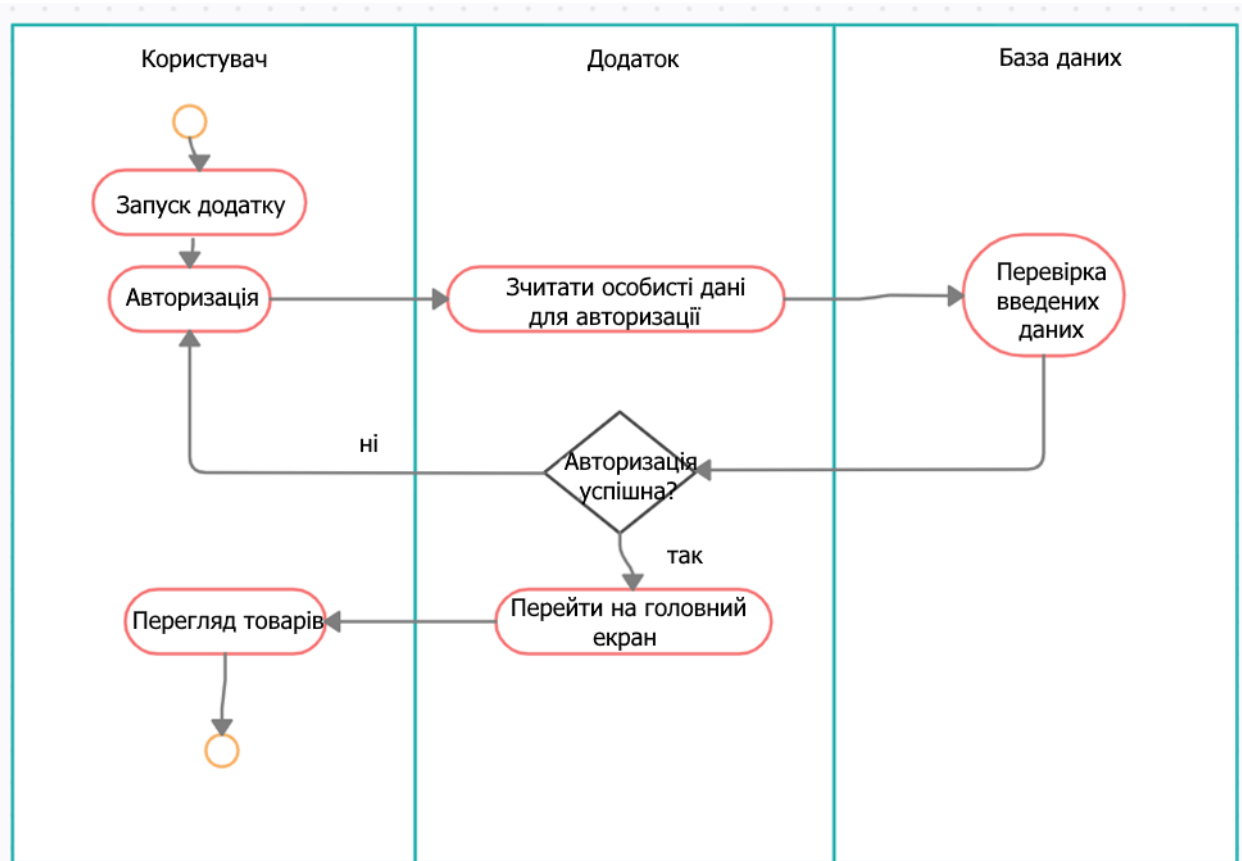 Користувач
Додаток
База даних
Запуск додатку
Авторизація
Зчитати особисті дані
для авторизації
Перевірка
введених
даних
ні
Авторизація
успішна?
так
Перейти на головний
екран
Перегляд товарів